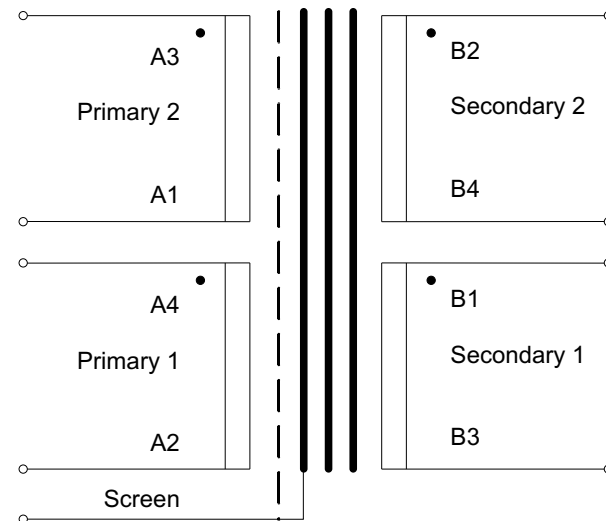 A3
Primary 2
A1
A4
Primary 1
A2
Screen
B2
Secondary 2
B4
B1
Secondary 1
B3